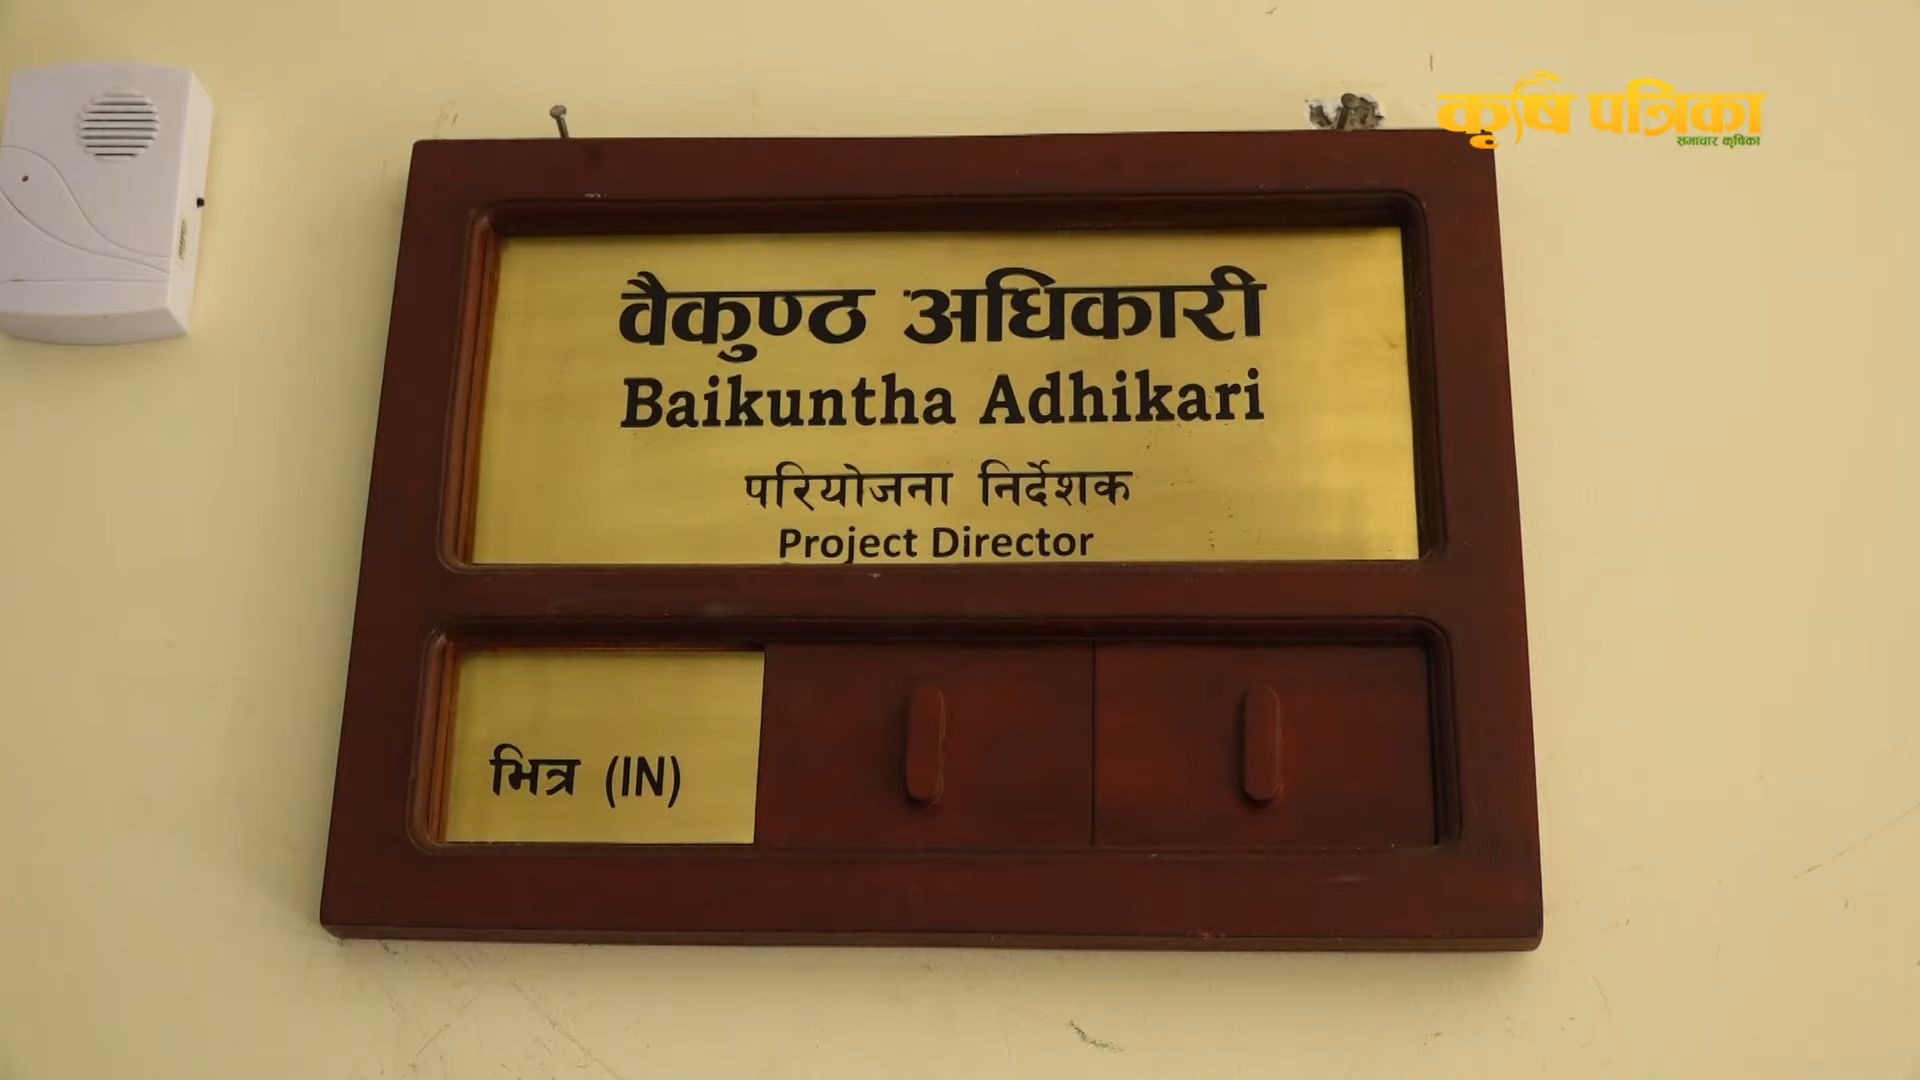 कृषि पत्रिका
समाचार कृषिका
वैकुण्ठ अधिकारी
Baikuntha Adhikari
परियोजना निर्देशक
Project Director
भित्र (IN)